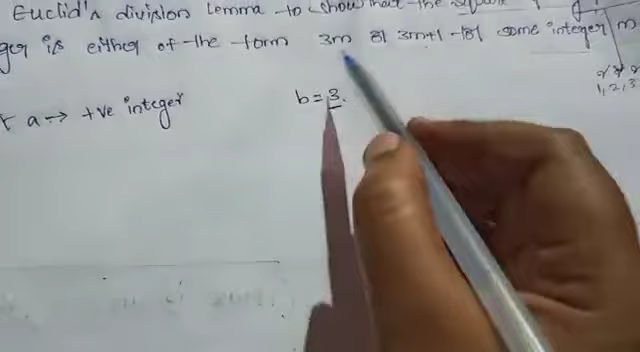 Euclid's division Lemma to show that the square
ger is either of the form 3m or 3m+1 for some integer m
1, 2, 3
a → +ve integer b = 3.